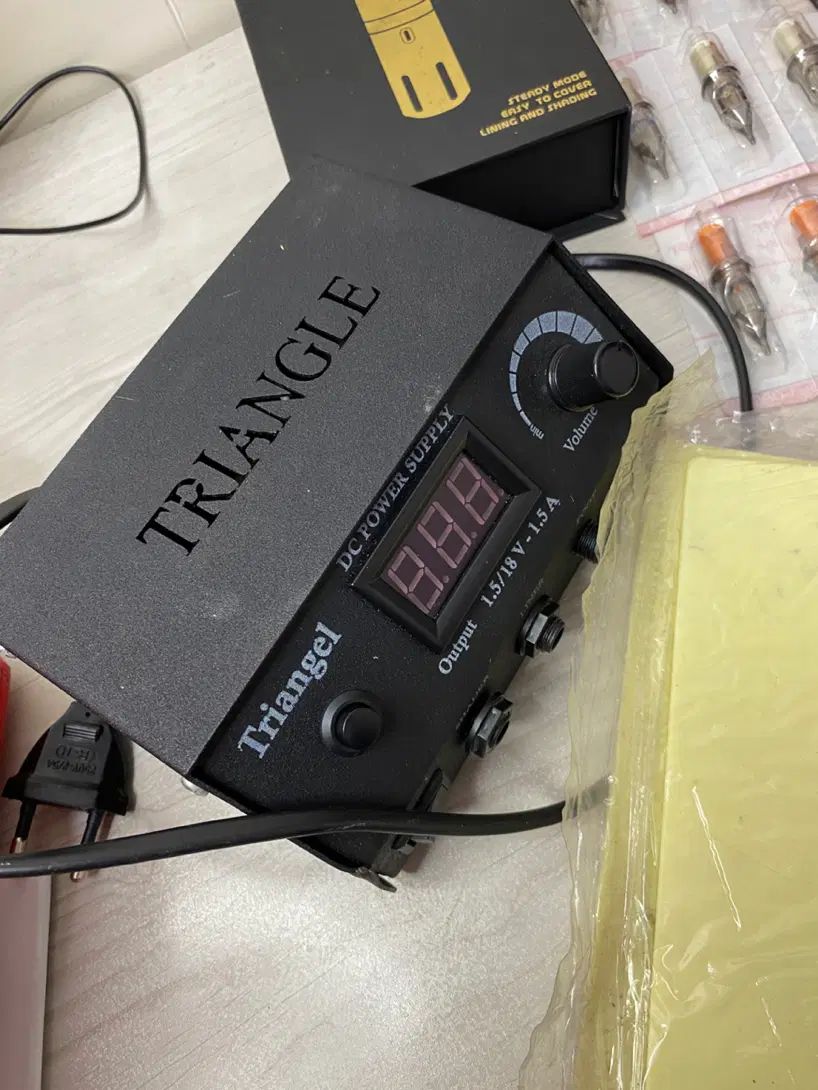 STEADY MODE
EASY TO COVER
LINING AND SHADING
TRIANGLE
min
Volume
DC POWER SUPPLY
Output 1.5/18 V - 1.5 A
Triangel